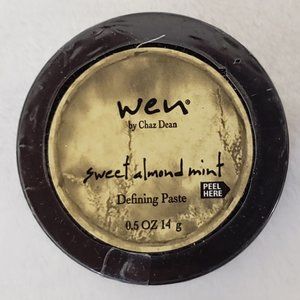 wen®
by Chaz Dean
sweet almond mint
PEEL
HERE
Defining Paste
0.5 OZ 14 g